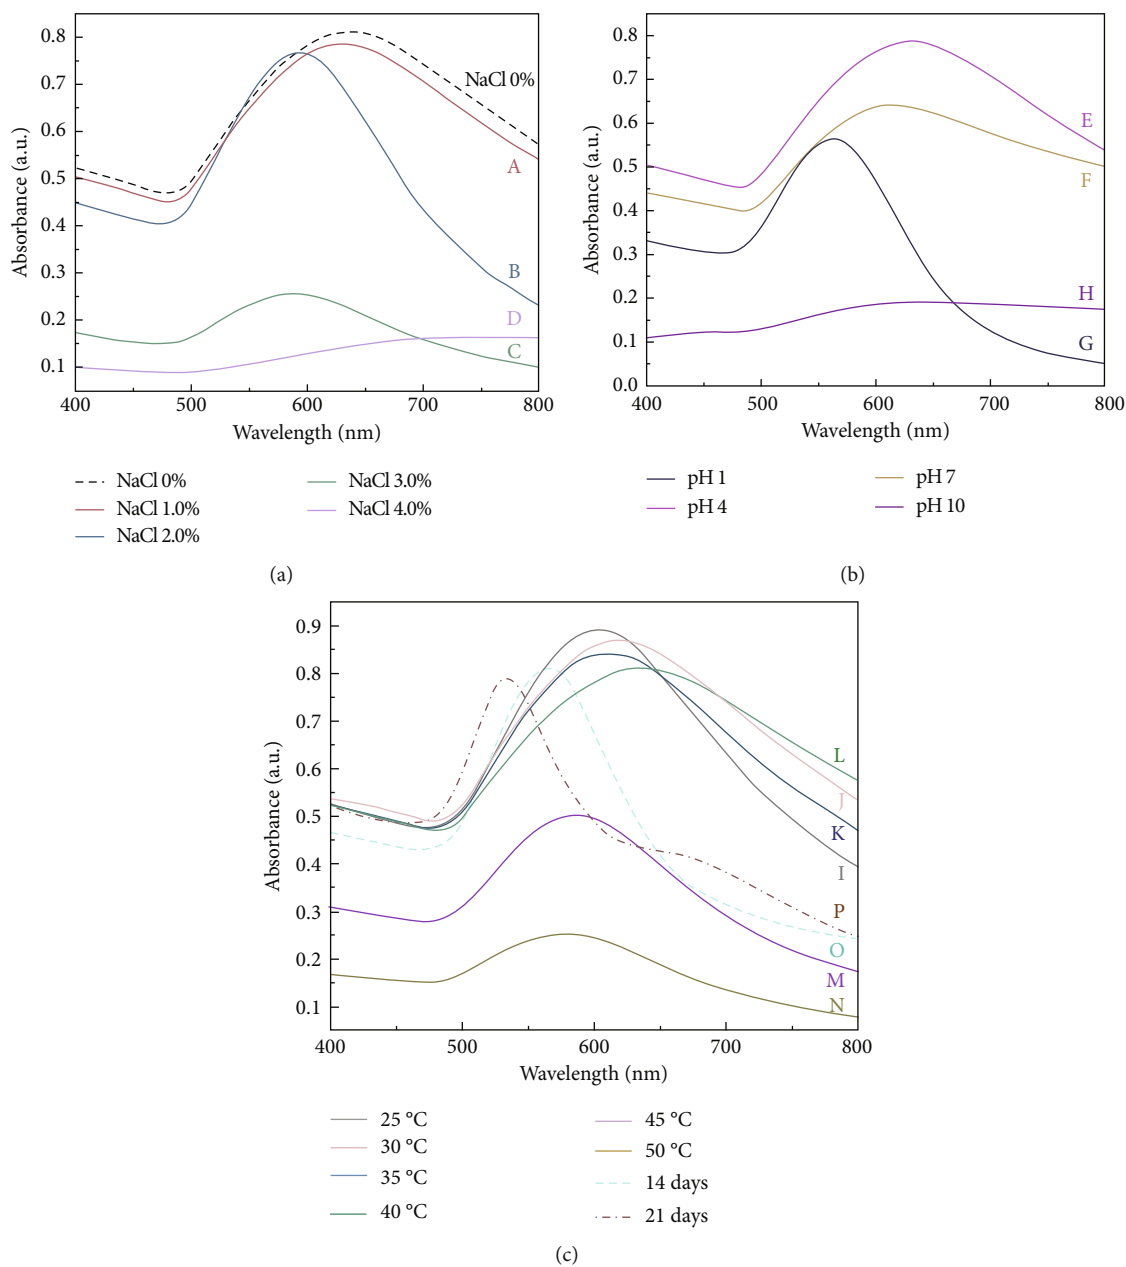 0.8
0.7
0.6
0.5
0.4
0.3
0.2
0.1
Absorbance (a.u.)
400
500
600
700
800
Wavelength (nm)
NaCl 0%
A
B
D
C
NaCl 0%
NaCl 1.0%
NaCl 2.0%
NaCl 3.0%
NaCl 4.0%
(a)
0.8
0.7
0.6
0.5
0.4
0.3
0.2
0.1
0.0
Absorbance (a.u.)
400
500
600
700
800
Wavelength (nm)
E
F
H
G
pH 1
pH 4
pH 7
pH 10
(b)
0.9
0.8
0.7
0.6
0.5
0.4
0.3
0.2
0.1
Absorbance (a.u.)
400
500
600
700
800
Wavelength (nm)
L
J
K
I
P
O
M
N
25 °C
30 °C
35 °C
40 °C
45 °C
50 °C
14 days
21 days
(c)